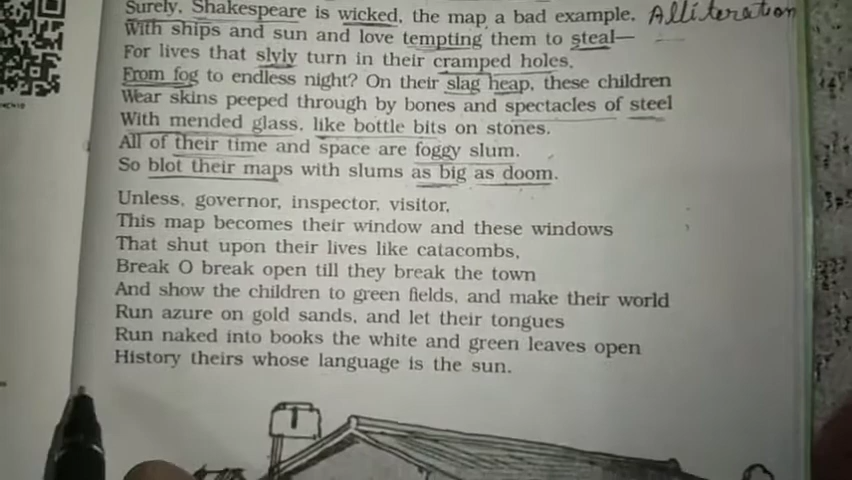 Surely, Shakespeare is wicked, the map a bad example. Alliteration
With ships and sun and love tempting them to steal—
For lives that slyly turn in their cramped holes.
From fog to endless night? On their slag heap, these children
Wear skins peeped through by bones and spectacles of steel
With mended glass, like bottle bits on stones.
All of their time and space are foggy slum.
So blot their maps with slums as big as doom.
Unless, governor, inspector, visitor,
This map becomes their window and these windows
That shut upon their lives like catacombs,
Break O break open till they break the town
And show the children to green fields, and make their world
Run azure on gold sands, and let their tongues
Run naked into books the white and green leaves open
History theirs whose language is the sun.